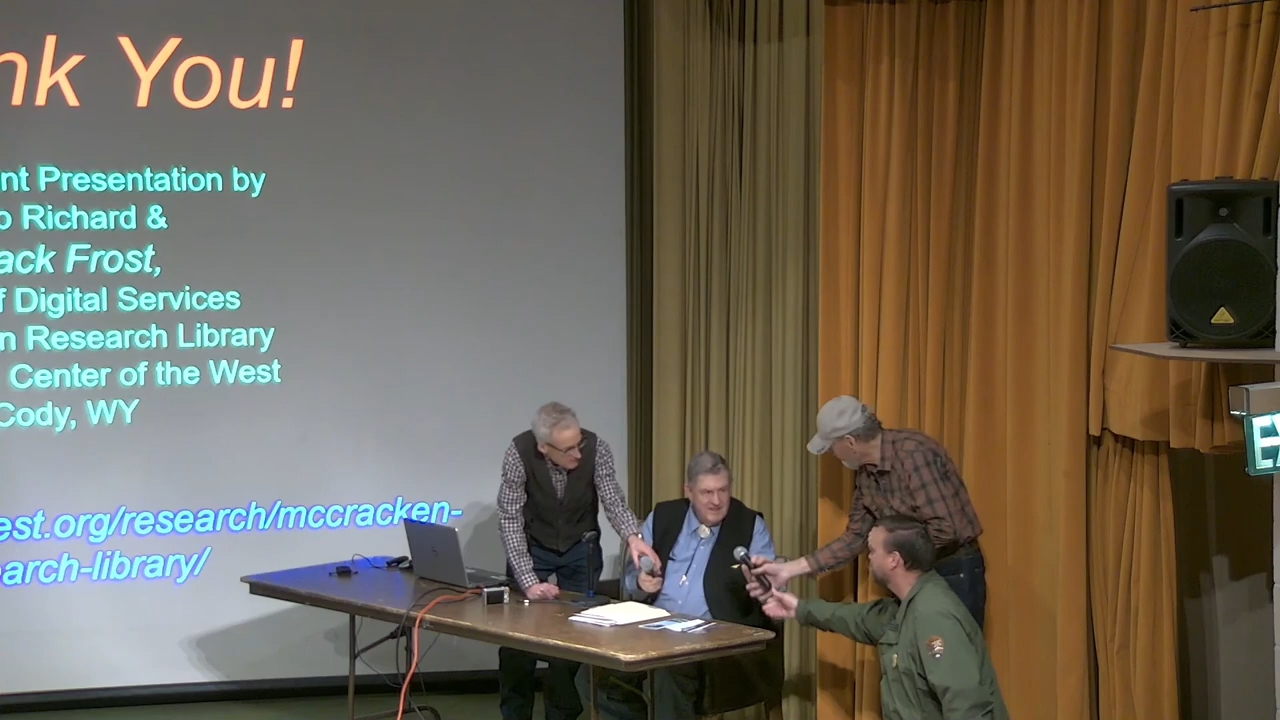 nk You!
nt Presentation by
o Richard &
ack Frost,
f Digital Services
n Research Library
Center of the West
Cody, WY
est.org/research/mccracken-
earch-library/